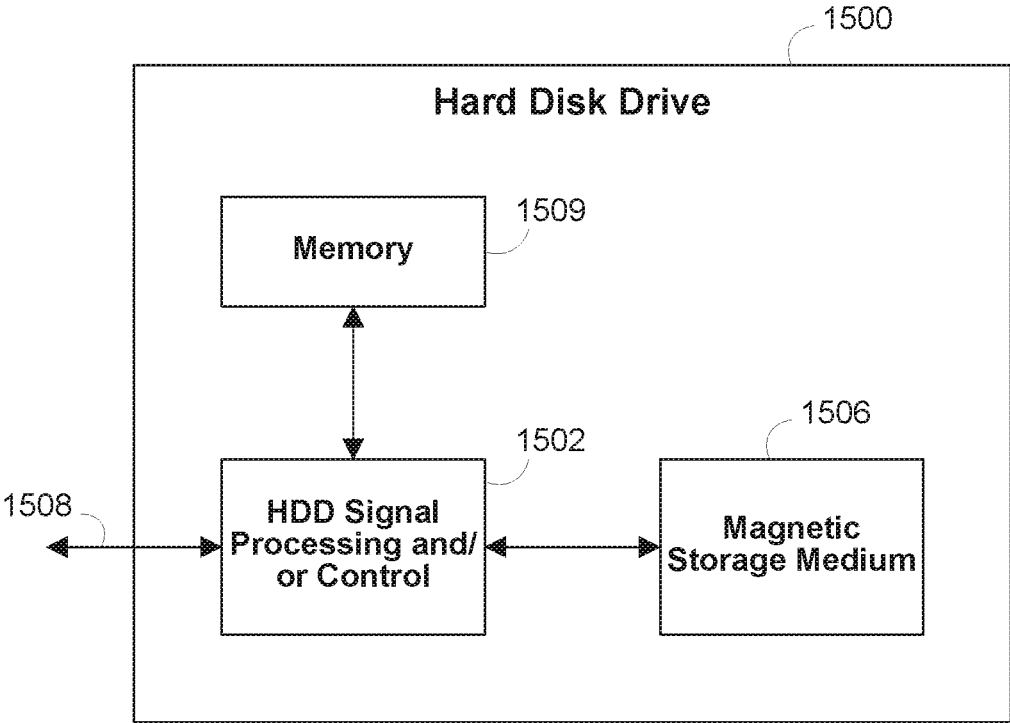 1500
Hard Disk Drive
1509
Memory
1502
1506
1508
HDD Signal
Processing and/
or Control
Magnetic
Storage Medium